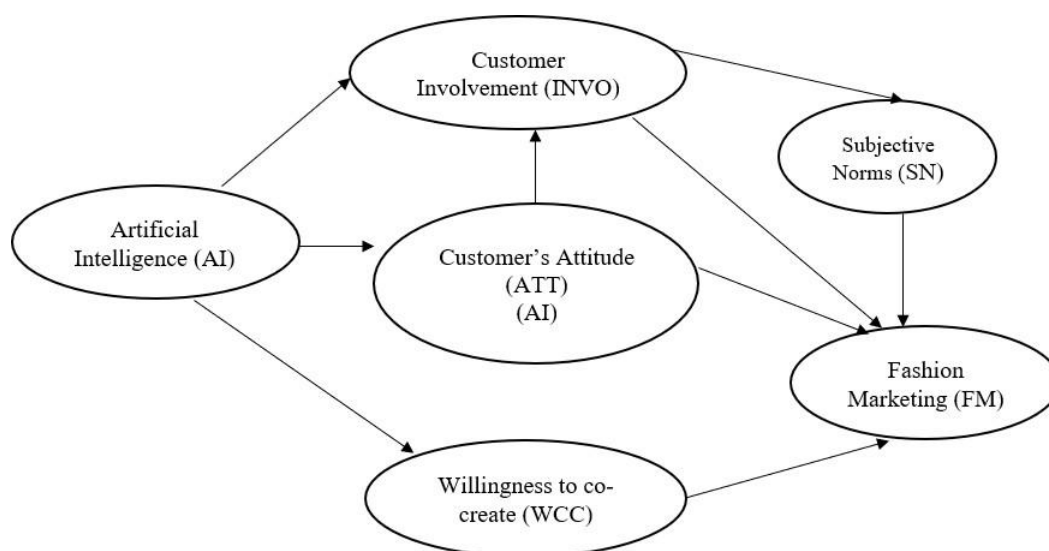 Customer
Involvement (INVO)
Subjective
Norms (SN)
Artificial
Intelligence (AI)
Customer’s Attitude
(ATT)
(AI)
Fashion
Marketing (FM)
Willingness to co-
create (WCC)